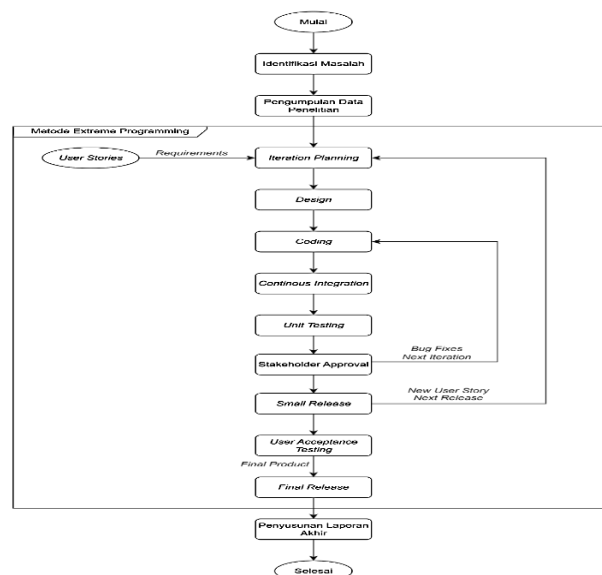 Mulai
Identifikasi Masalah
Pengumpulan Data
Penelitian
Metode Extreme Programming
User Stories
Requirements
Iteration Planning
Design
Coding
Continous Integration
Unit Testing
Bug Fixes
Next Iteration
Stakeholder Approval
New User Story
Next Release
Small Release
User Acceptance
Testing
Final Product
Final Release
Penyusunan Laporan
Akhir
Selesai